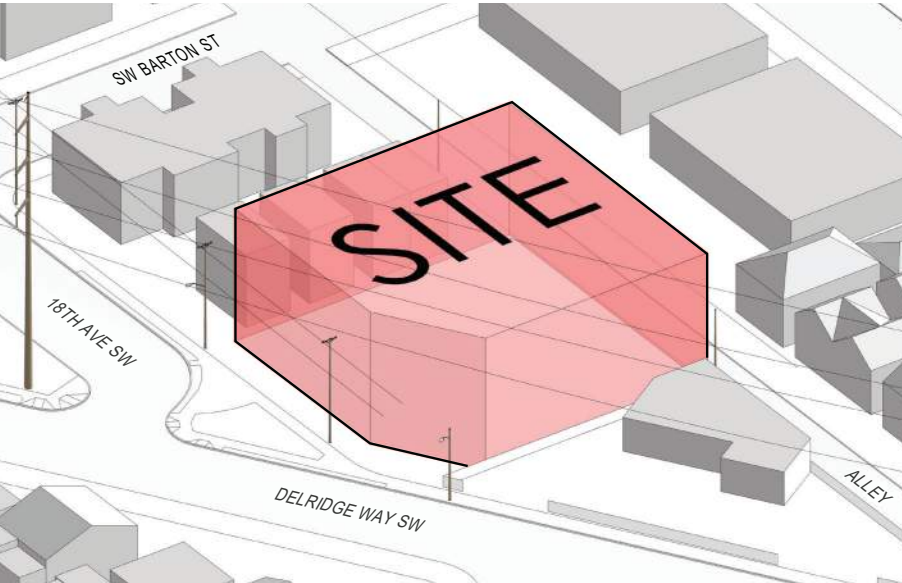 SW BARTON ST
SITE
18TH AVE SW
DELRIDGE WAY SW
ALLEY